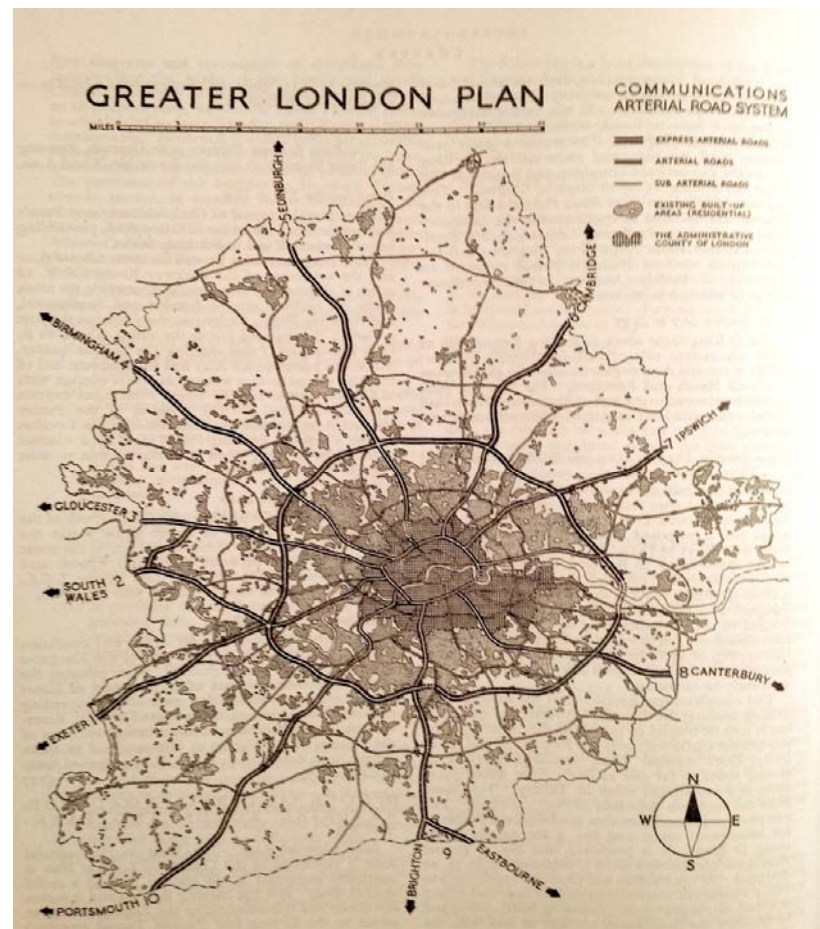 GREATER LONDON PLAN
MILES
COMMUNICATIONS
ARTERIAL ROAD SYSTEM
EXPRESS ARTERIAL ROADS
ARTERIAL ROADS
SUB ARTERIAL ROADS
EXISTING BUILT-UP
AREAS (RESIDENTIAL)
THE ADMINISTRATIVE
COUNTY OF LONDON
5 EDINBURGH
6 CAMBRIDGE
BIRMINGHAM 4
7 IPSWICH
GLOUCESTER 3
SOUTH 2
WALES
8 CANTERBURY
EXETER 1
N
W E
S
BRIGHTON
9
EASTBOURNE
PORTSMOUTH 10